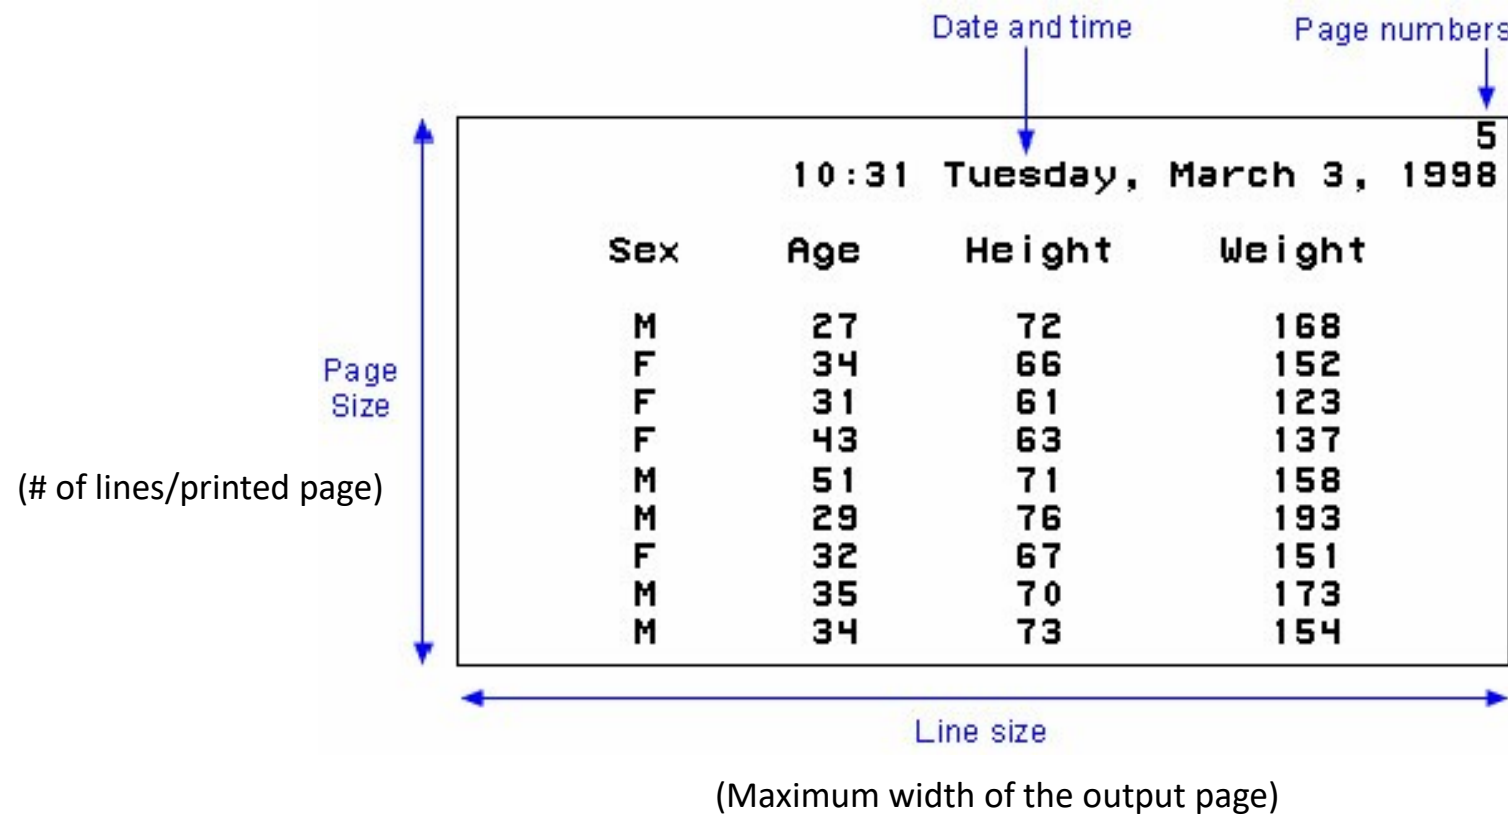 Date and time Page numbers
5
10:31 Tuesday, March 3, 1998
Sex Age Height Weight
M 27 72 168
F 34 66 152
F 31 61 123
F 43 63 137
M 51 71 158
M 29 76 193
F 32 67 151
M 35 70 173
M 34 73 154
Page
Size
(# of lines/printed page)
Line size
(Maximum width of the output page)